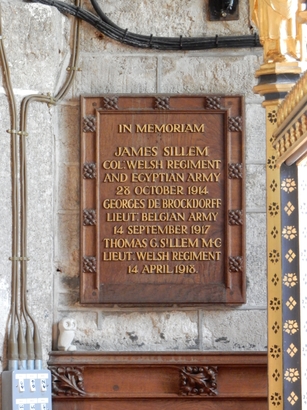 IN MEMORIAM
JAMES SILLEM
COL. WELSH REGIMENT
AND EGYPTIAN ARMY
28 OCTOBER 1914
GEORGES DE BROCKDORFF
LIEUT. BELGIAN ARMY
14 SEPTEMBER 1917
THOMAS G. SILLEM M·C
LIEUT. WELSH REGIMENT
14 APRIL 1918.